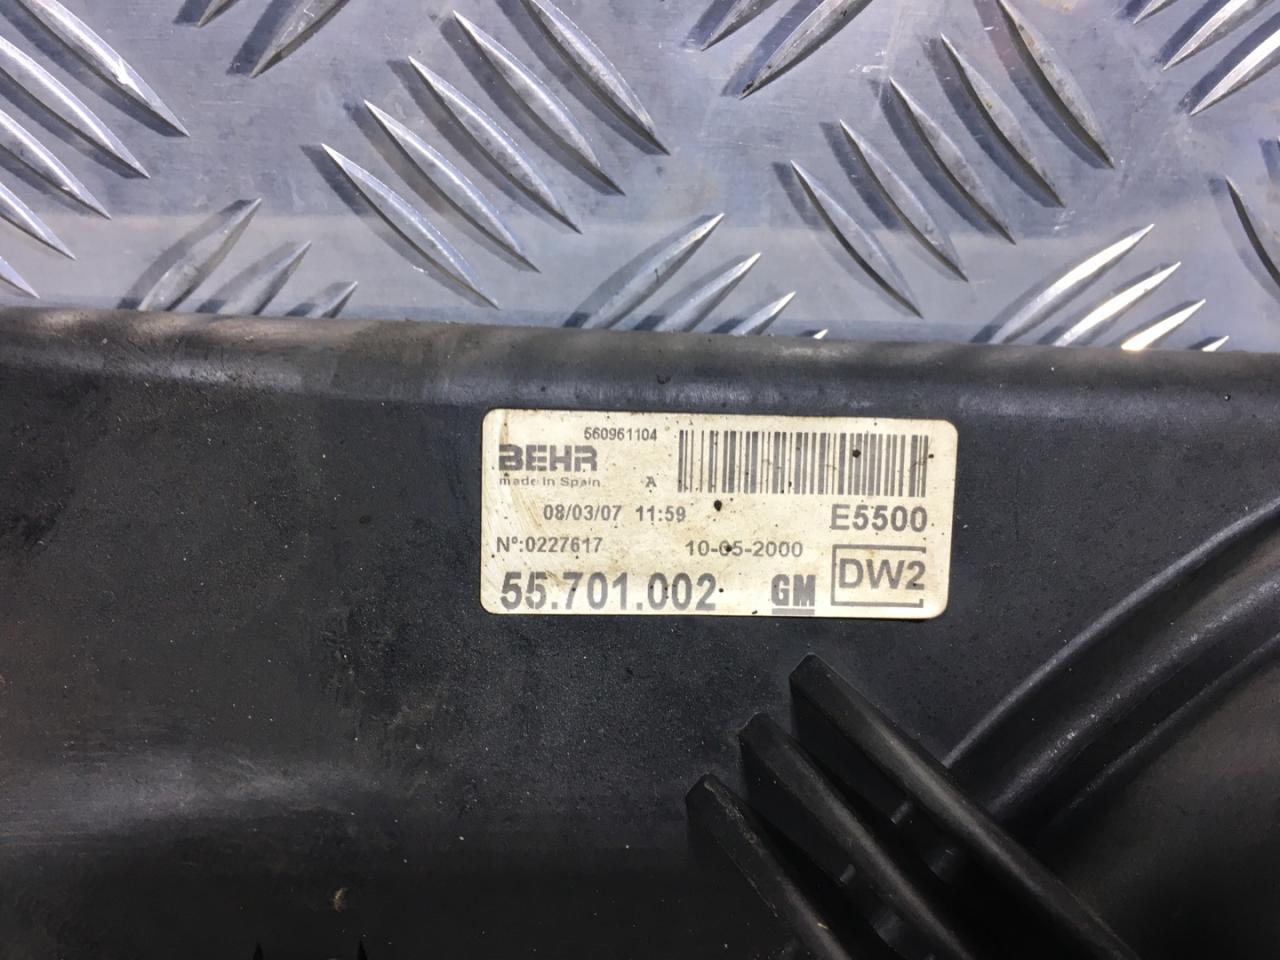 560961104
BEHR
made in Spain A
08/03/07 11:59 E5500
Nº:0227617 10-05-2000 DW2
55.701.002 GM